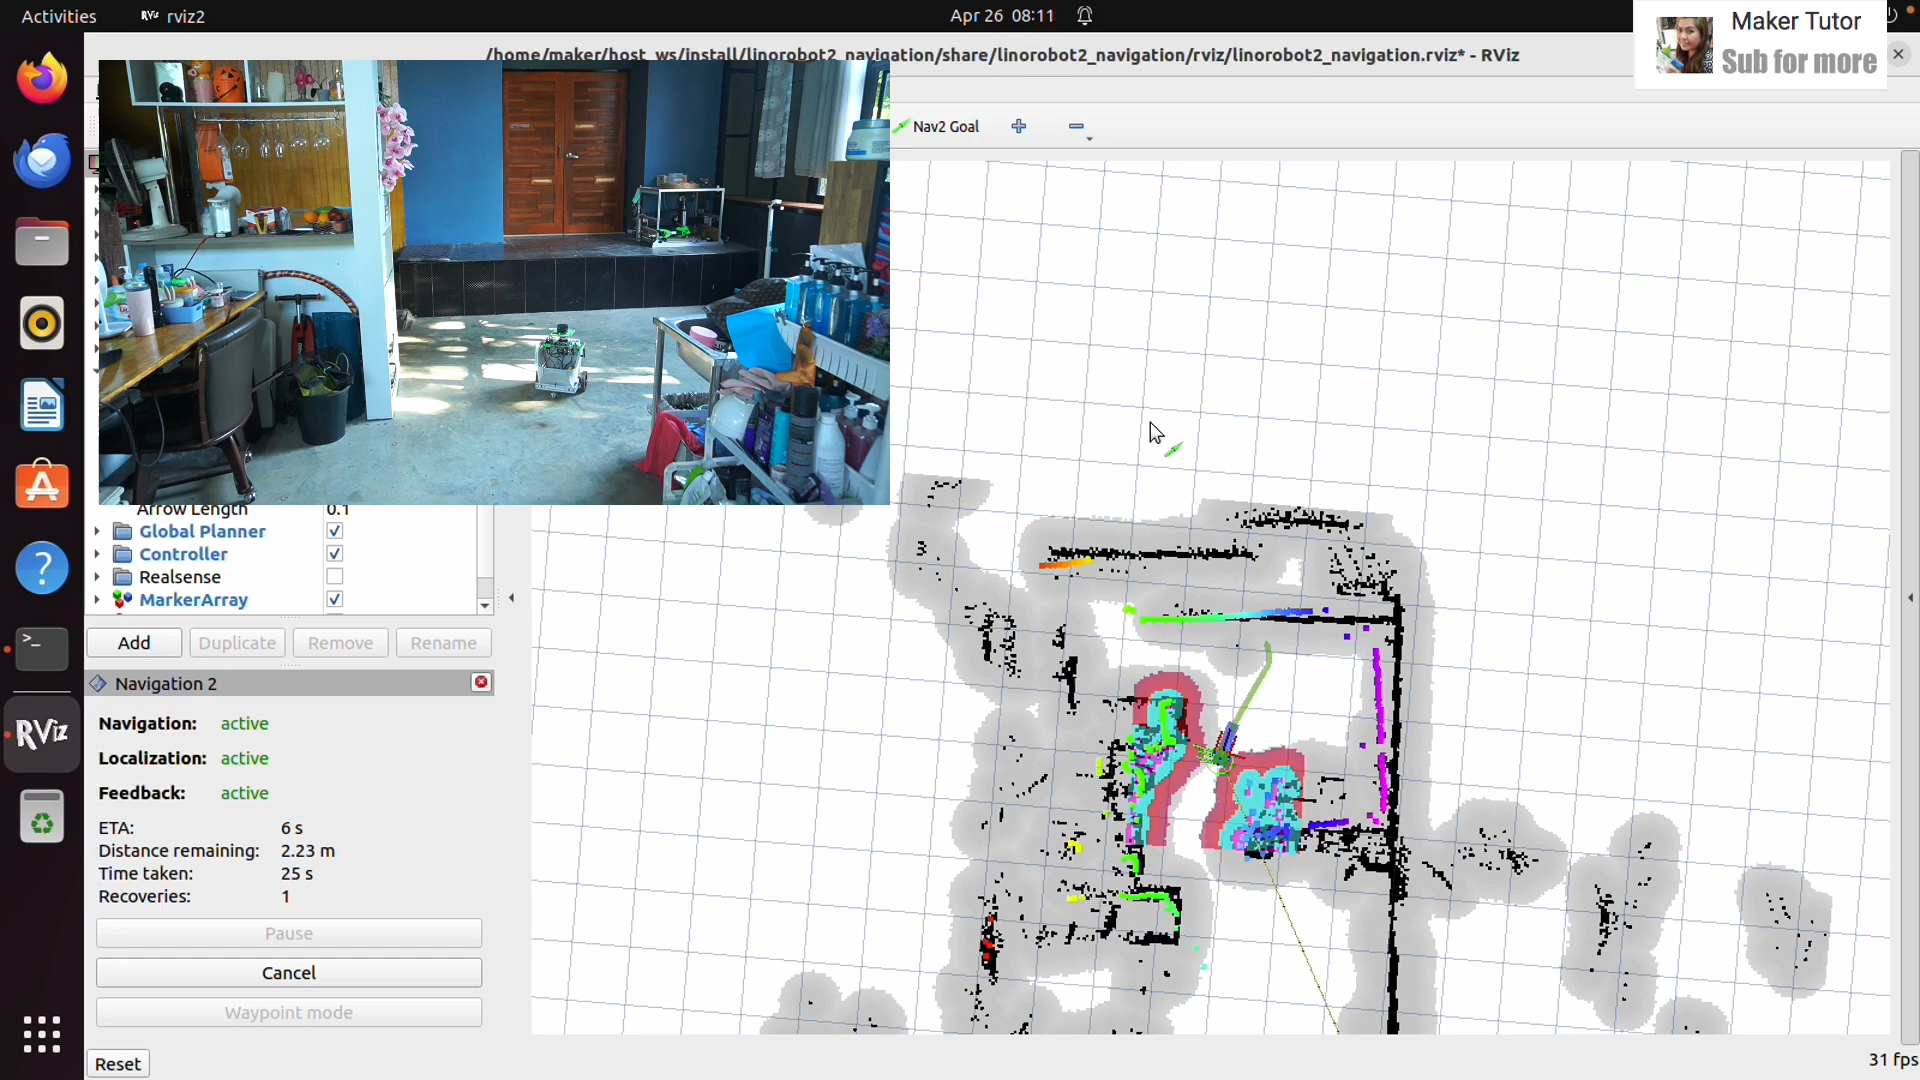 Activities
RViz
rviz2
Apr 26 08:11
Maker Tutor
Sub for more
/home/maker/host_ws/install/linorobot2_navigation/share/linorobot2_navigation/rviz/linorobot2_navigation.rviz* - RViz
Nav2 Goal
Arrow Length 0.1
Global Planner
Controller
Realsense
MarkerArray
Add Duplicate Remove Rename
Navigation 2
Navigation: active
Localization: active
Feedback: active
ETA: 6 s
Distance remaining: 2.23 m
Time taken: 25 s
Recoveries: 1
Pause
Cancel
Waypoint mode
RViz
Reset
31 fps